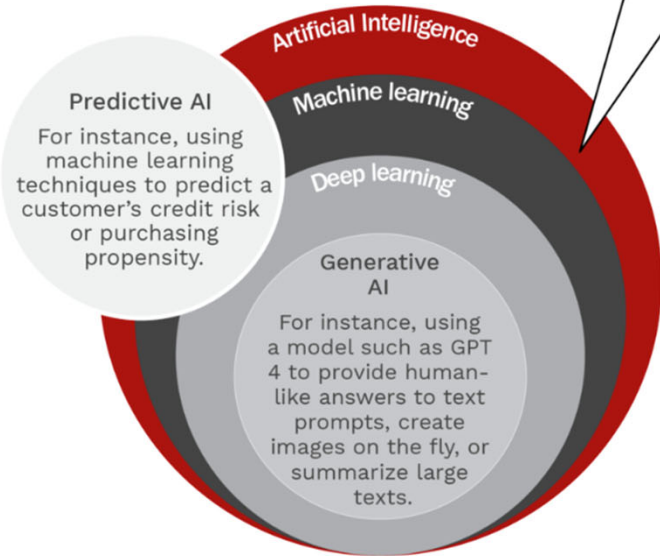 Artificial Intelligence
Machine learning
Deep learning
Predictive AI
For instance, using
machine learning
techniques to predict a
customer's credit risk
or purchasing
propensity.
Generative
AI
For instance, using
a model such as GPT
4 to provide human-
like answers to text
prompts, create
images on the fly, or
summarize large
texts.